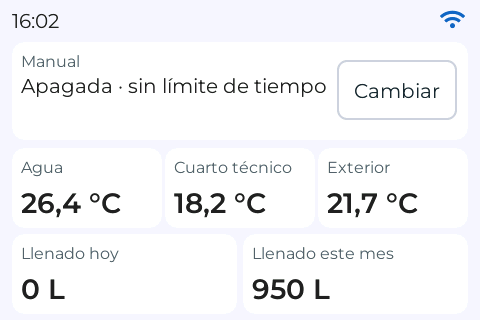 16:02
Manual
Apagada · sin límite de tiempo
Cambiar
Agua
Cuarto técnico
Exterior
26,4 °C
18,2 °C
21,7 °C
Llenado hoy
Llenado este mes
0 L
950 L